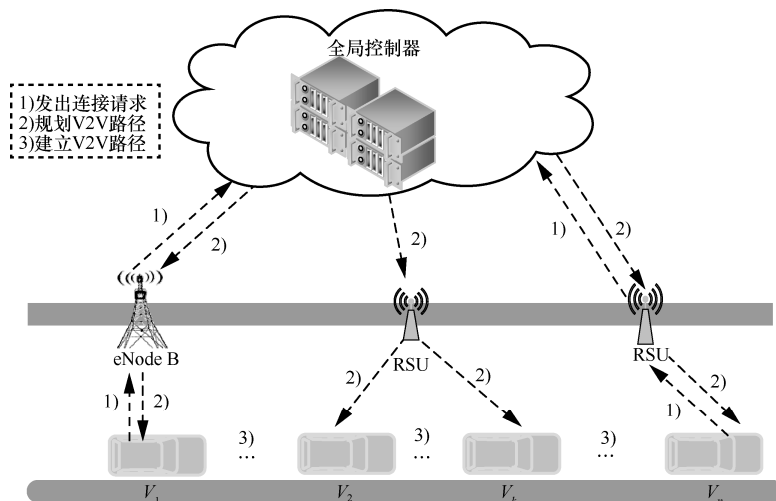 全局控制器
1)发出连接请求
2)规划V2V路径
3)建立V2V路径
1)
2)
2)
1)
2)
eNode B
RSU
RSU
1)
2)
2)
2)
1)
2)
3)
...
3)
...
3)
...
V1
V2
Vk
Vn